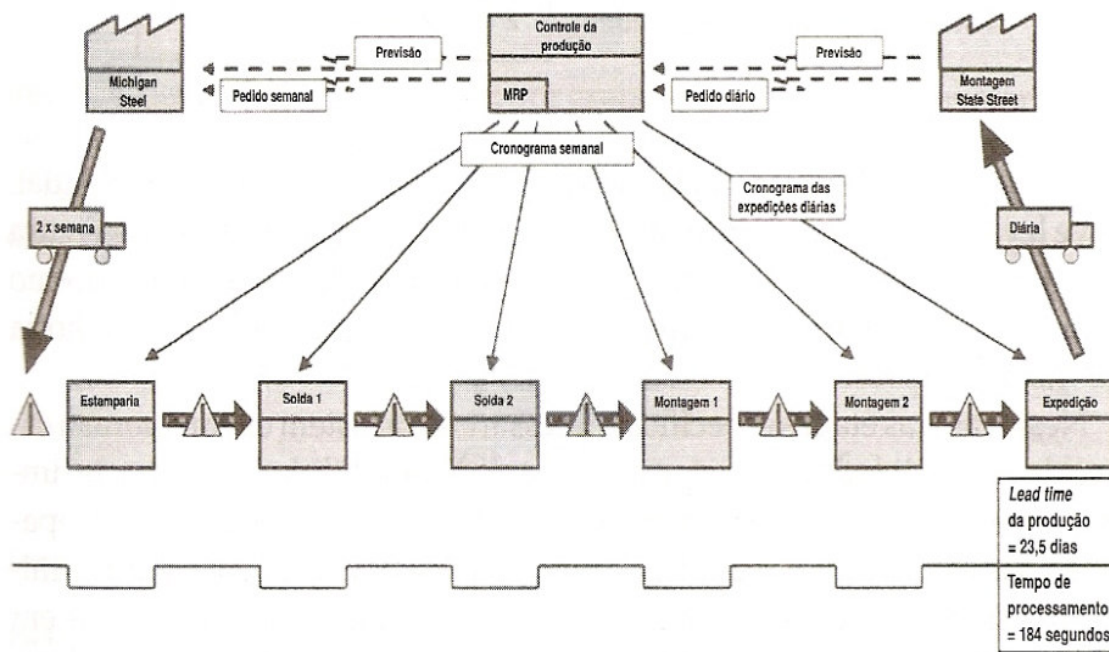 Controle da
produção
MRP
Previsão
Pedido semanal
Previsão
Pedido diário
Michigan
Steel
Montagem
State Street
Cronograma semanal
Cronograma das
expedições diárias
2 x semana
Diária
Estamparia
Solda 1
Solda 2
Montagem 1
Montagem 2
Expedição
Lead time
da produção
= 23,5 dias
Tempo de
processamento
= 184 segundos